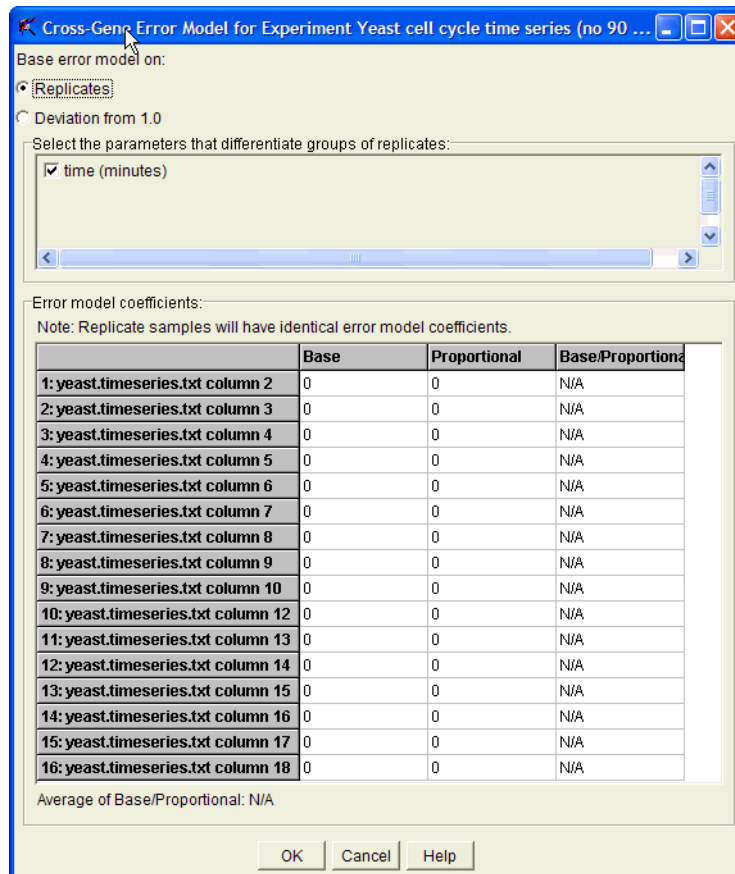 Cross-Gene Error Model for Experiment Yeast cell cycle time series (no 90 ...
Base error model on:
Replicates
Deviation from 1.0
Select the parameters that differentiate groups of replicates:
time (minutes)
Error model coefficients:
Note: Replicate samples will have identical error model coefficients.
Base Proportional Base/Proportiona
1: yeast.timeseries.txt column 2 0 0 N/A
2: yeast.timeseries.txt column 3 0 0 N/A
3: yeast.timeseries.txt column 4 0 0 N/A
4: yeast.timeseries.txt column 5 0 0 N/A
5: yeast.timeseries.txt column 6 0 0 N/A
6: yeast.timeseries.txt column 7 0 0 N/A
7: yeast.timeseries.txt column 8 0 0 N/A
8: yeast.timeseries.txt column 9 0 0 N/A
9: yeast.timeseries.txt column 10 0 0 N/A
10: yeast.timeseries.txt column 12 0 0 N/A
11: yeast.timeseries.txt column 13 0 0 N/A
12: yeast.timeseries.txt column 14 0 0 N/A
13: yeast.timeseries.txt column 15 0 0 N/A
14: yeast.timeseries.txt column 16 0 0 N/A
15: yeast.timeseries.txt column 17 0 0 N/A
16: yeast.timeseries.txt column 18 0 0 N/A
Average of Base/Proportional: N/A
OK Cancel Help